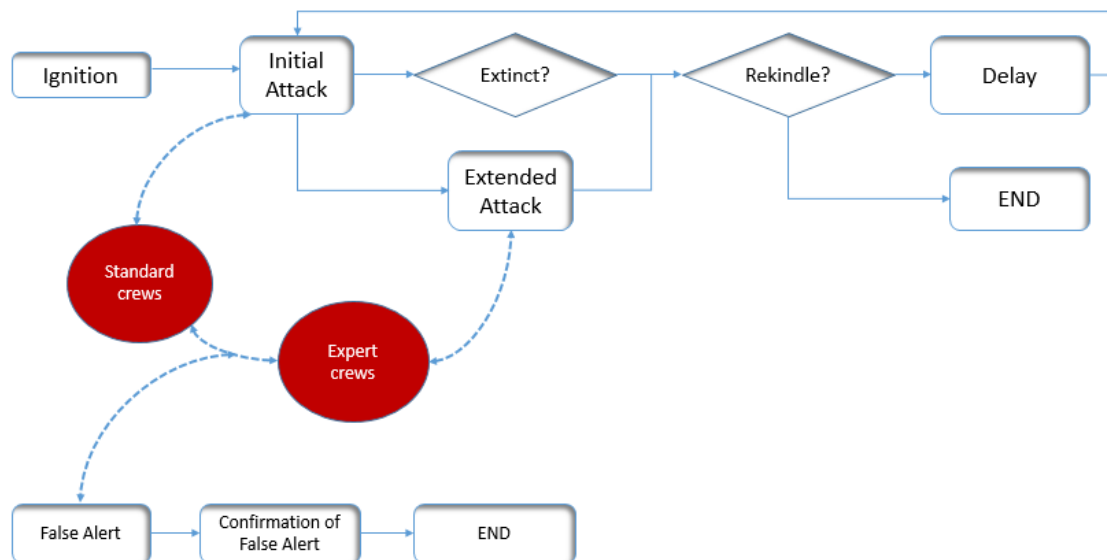 Ignition
Initial
Attack
Extinct?
Rekindle?
Delay
Extended
Attack
END
Standard
crews
Expert
crews
False Alert
Confirmation of
False Alert
END